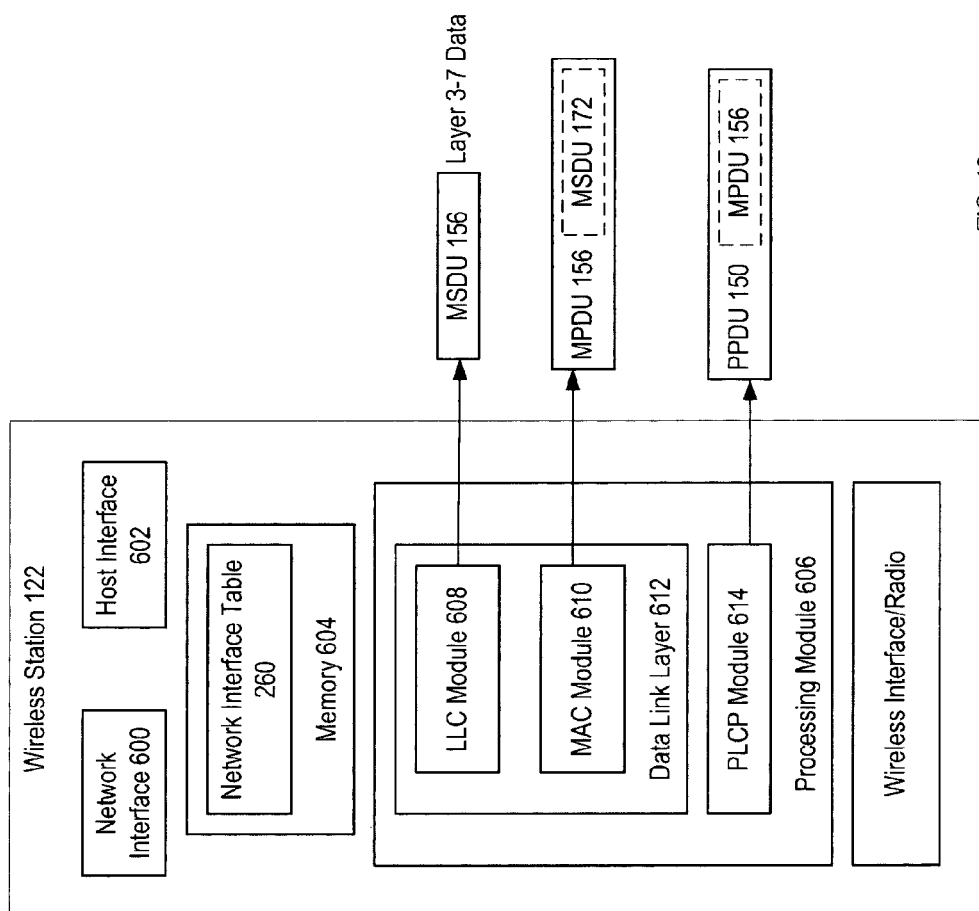 Wireless Station 122
Network
Interface 600
Host Interface
602
Network Interface Table
260
Memory 604
LLC Module 608
MAC Module 610
Data Link Layer 612
PLCP Module 614
Processing Module 606
Wireless Interface/Radio
MSDU 156
Layer 3-7 Data
MPDU 156
MSDU 172
PPDU 150
MPDU 156